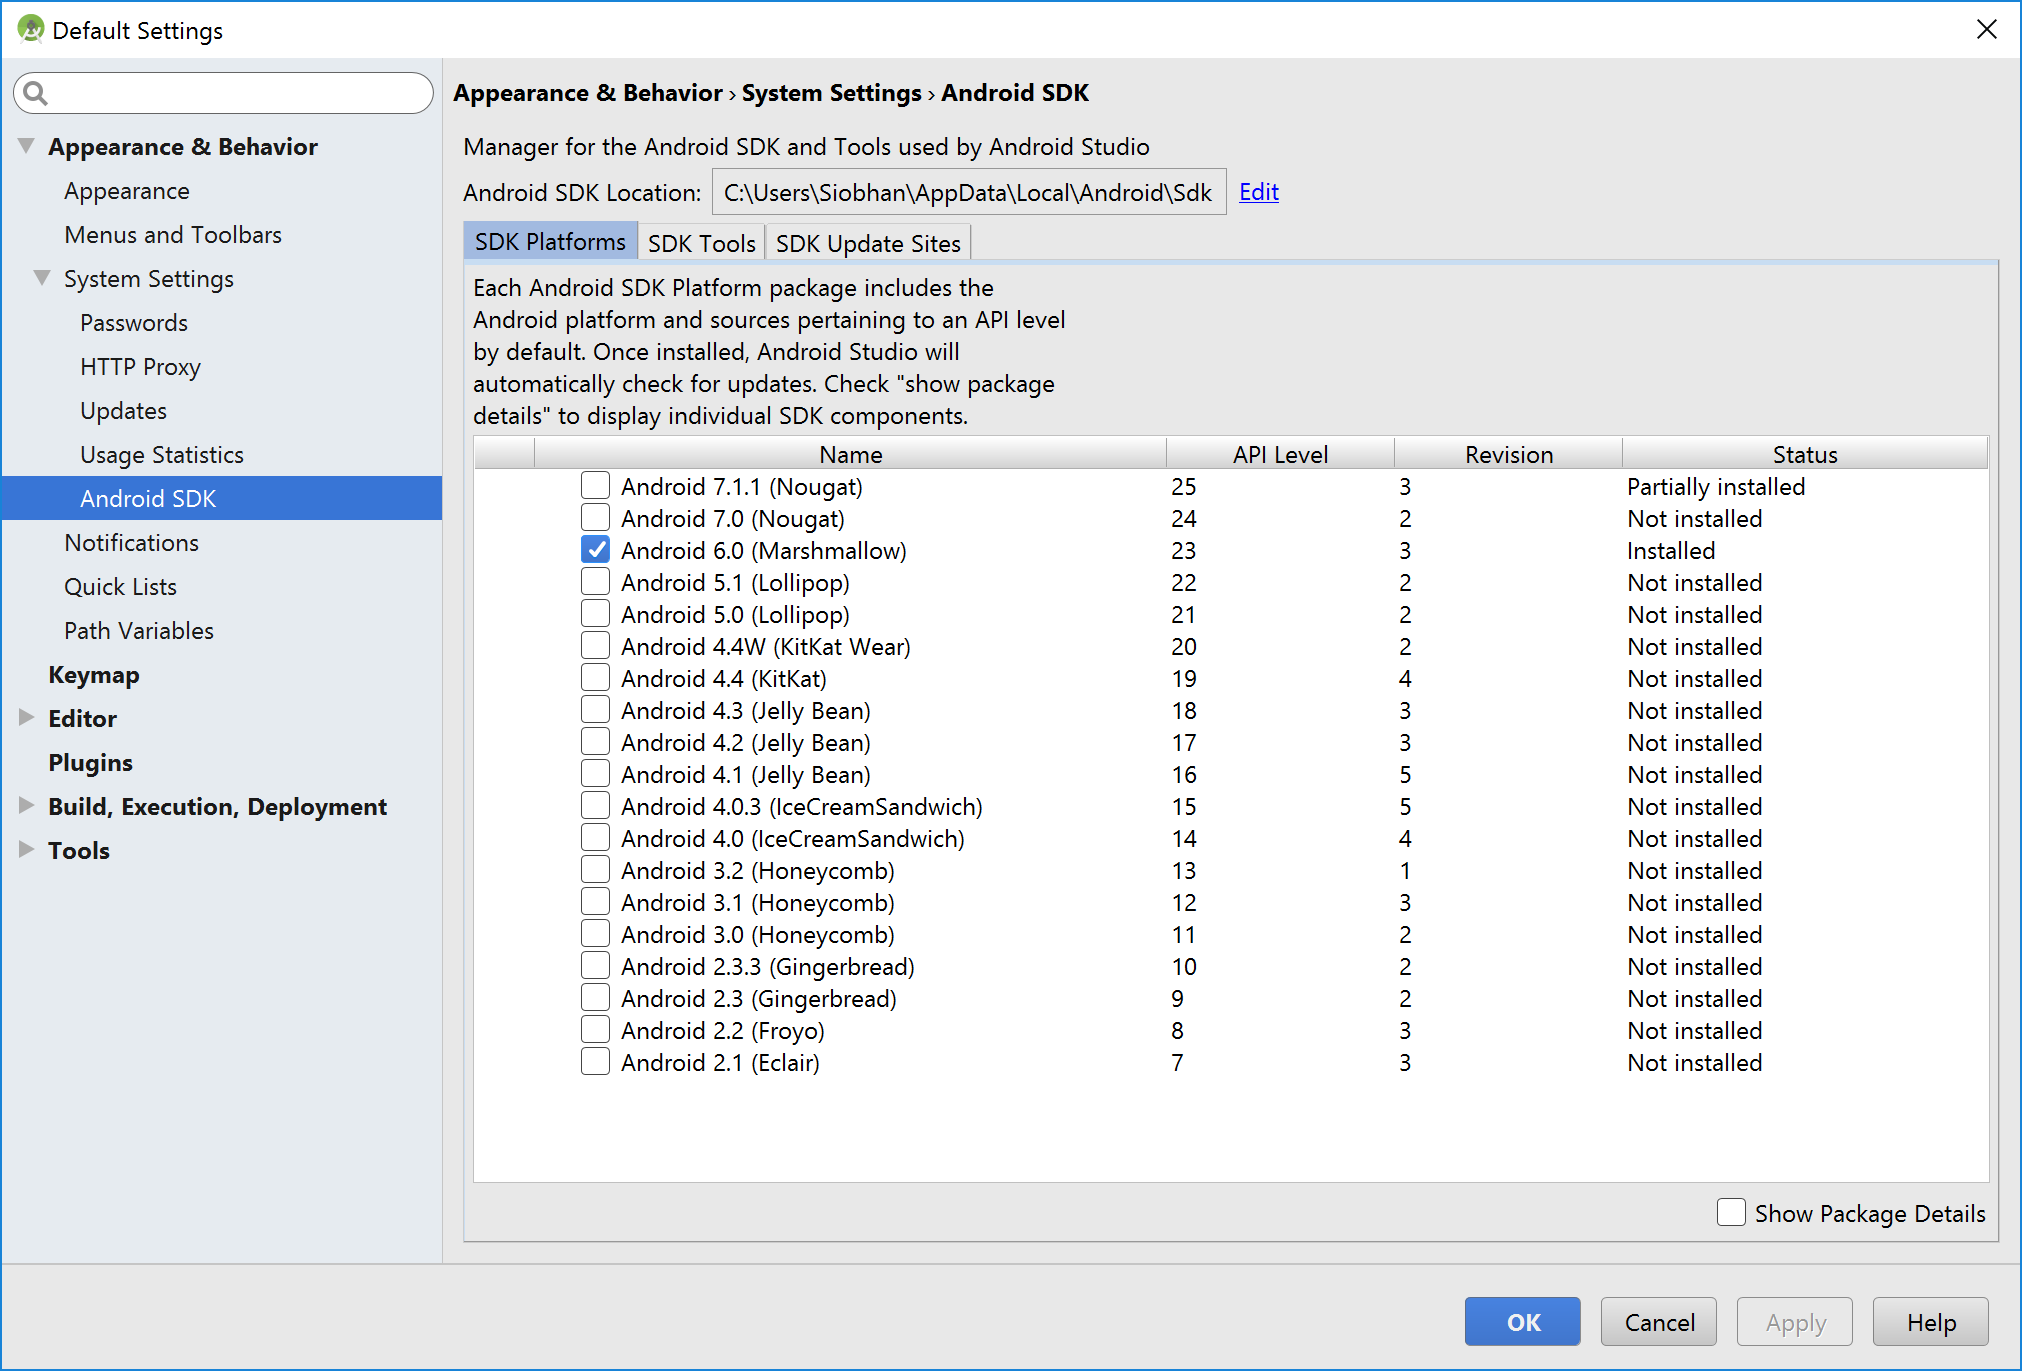 Default Settings
Appearance & Behavior
Appearance
Menus and Toolbars
System Settings
Passwords
HTTP Proxy
Updates
Usage Statistics
Android SDK
Notifications
Quick Lists
Path Variables
Keymap
Editor
Plugins
Build, Execution, Deployment
Tools
Appearance & Behavior › System Settings › Android SDK
Manager for the Android SDK and Tools used by Android Studio
Android SDK Location: C:\Users\Siobhan\AppData\Local\Android\Sdk Edit
SDK Platforms SDK Tools SDK Update Sites
Each Android SDK Platform package includes the
Android platform and sources pertaining to an API level
by default. Once installed, Android Studio will
automatically check for updates. Check "show package
details" to display individual SDK components.
Name API Level Revision Status
Android 7.1.1 (Nougat) 25 3 Partially installed
Android 7.0 (Nougat) 24 2 Not installed
Android 6.0 (Marshmallow) 23 3 Installed
Android 5.1 (Lollipop) 22 2 Not installed
Android 5.0 (Lollipop) 21 2 Not installed
Android 4.4W (KitKat Wear) 20 2 Not installed
Android 4.4 (KitKat) 19 4 Not installed
Android 4.3 (Jelly Bean) 18 3 Not installed
Android 4.2 (Jelly Bean) 17 3 Not installed
Android 4.1 (Jelly Bean) 16 5 Not installed
Android 4.0.3 (IceCreamSandwich) 15 5 Not installed
Android 4.0 (IceCreamSandwich) 14 4 Not installed
Android 3.2 (Honeycomb) 13 1 Not installed
Android 3.1 (Honeycomb) 12 3 Not installed
Android 3.0 (Honeycomb) 11 2 Not installed
Android 2.3.3 (Gingerbread) 10 2 Not installed
Android 2.3 (Gingerbread) 9 2 Not installed
Android 2.2 (Froyo) 8 3 Not installed
Android 2.1 (Eclair) 7 3 Not installed
Show Package Details
OK Cancel Apply Help